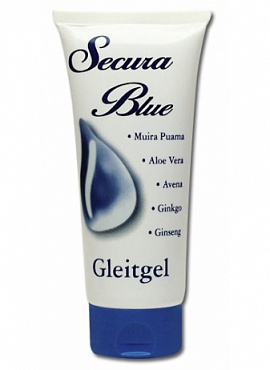 Secura
Blue
• Muira Puama
• Aloe Vera
• Avena
• Ginkgo
• Ginseng
Gleitgel